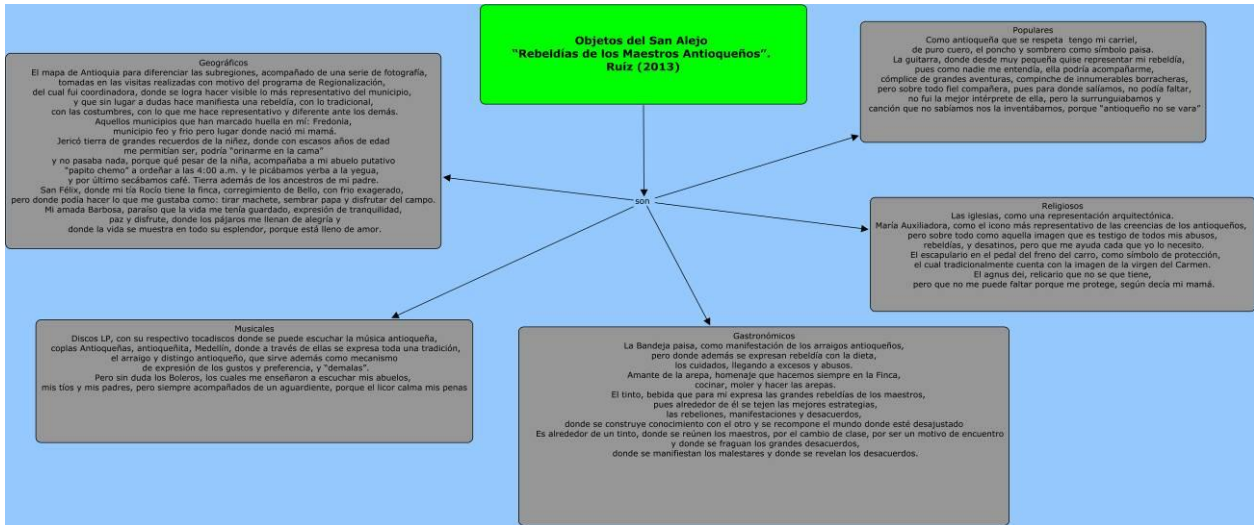 Objetos del San Alejo
"Rebeldías de los Maestros Antioqueños".
Ruíz (2013)
son
Geográficos
El mapa de Antioquia para diferenciar las subregiones, acompañado de una serie de fotografía,
tomadas en las visitas realizadas con motivo del programa de Regionalización,
del cual fui coordinadora, donde se logra hacer visible lo más representativo del municipio,
y que sin lugar a dudas hace manifiesta una rebeldía, con lo tradicional,
con las costumbres, con lo que me hace representativo y diferente ante los demás.
Aquellos municipios que han marcado huella en mí: Fredonia,
municipio feo y frio pero lugar donde nació mi mamá.
Jericó tierra de grandes recuerdos de la niñez, donde con escasos años de edad
me permitían ser, podría "orinarme en la cama"
y no pasaba nada, porque qué pesar de la niña, acompañaba a mi abuelo putativo
"papito chemo" a ordeñar a las 4:00 a.m. y le picábamos yerba a la yegua,
y por último secábamos café. Tierra además de los ancestros de mi padre.
San Félix, donde mi tía Rocío tiene la finca, corregimiento de Bello, con frio exagerado,
pero donde podía hacer lo que me gustaba como: tirar machete, sembrar papa y disfrutar del campo.
Mi amada Barbosa, paraíso que la vida me tenía guardado, expresión de tranquilidad,
paz y disfrute, donde los pájaros me llenan de alegría y
donde la vida se muestra en todo su esplendor, porque está lleno de amor.
Populares
Como antioqueña que se respeta tengo mi carriel,
de puro cuero, el poncho y sombrero como símbolo paisa.
La guitarra, donde desde muy pequeña quise representar mi rebeldía,
pues como nadie me entendía, ella podría acompañarme,
cómplice de grandes aventuras, compinche de innumerables borracheras,
pero sobre todo fiel compañera, pues para donde salíamos, no podía faltar,
no fui la mejor intérprete de ella, pero la surrunguiabamos y
canción que no sabíamos nos la inventábamos, porque "antioqueño no se vara"
Religiosos
Las iglesias, como una representación arquitectónica.
María Auxiliadora, como el icono más representativo de las creencias de los antioqueños,
pero sobre todo como aquella imagen que es testigo de todos mis abusos,
rebeldías, y desatinos, pero que me ayuda cada que yo lo necesito.
El escapulario en el pedal del freno del carro, como símbolo de protección,
el cual tradicionalmente cuenta con la imagen de la virgen del Carmen.
El agnus dei, relicario que no se que tiene,
pero que no me puede faltar porque me protege, según decía mi mamá.
Musicales
Discos LP, con su respectivo tocadiscos donde se puede escuchar la música antioqueña,
coplas Antioqueñas, antioqueñita, Medellín, donde a través de ellas se expresa toda una tradición,
el arraigo y distingo antioqueño, que sirve además como mecanismo
de expresión de los gustos y preferencia, y "demalas".
Pero sin duda los Boleros, los cuales me enseñaron a escuchar mis abuelos,
mis tíos y mis padres, pero siempre acompañados de un aguardiente, porque el licor calma mis penas
Gastronómicos
La Bandeja paisa, como manifestación de los arraigos antioqueños,
pero donde además se expresan rebeldía con la dieta,
los cuidados, llegando a excesos y abusos.
Amante de la arepa, homenaje que hacemos siempre en la Finca,
cocinar, moler y hacer las arepas.
El tinto, bebida que para mi expresa las grandes rebeldías de los maestros,
pues alrededor de él se tejen las mejores estrategias,
las rebeliones, manifestaciones y desacuerdos,
donde se construye conocimiento con el otro y se recompone el mundo donde esté desajustado
Es alrededor de un tinto, donde se reúnen los maestros, por el cambio de clase, por ser un motivo de encuentro
y donde se fraguan los grandes desacuerdos,
donde se manifiestan los malestares y donde se revelan los desacuerdos.